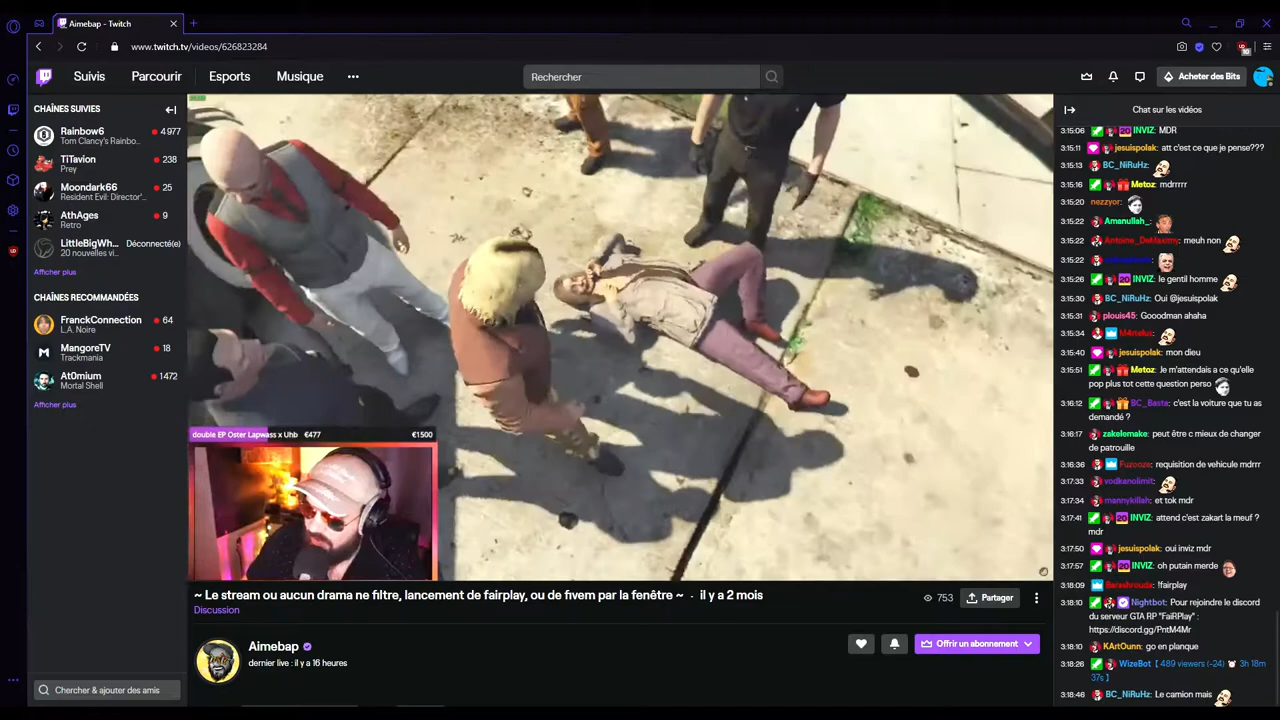 Aimebap - Twitch
www.twitch.tv/videos/626823284
Suivis
Parcourir
Esports
Musique
Rechercher
Acheter des Bits
CHAÎNES SUIVIES
Rainbow6
4 977
Tom Clancy's Rainbo...
TiTavion
238
Prey
Moondark66
25
Resident Evil: Director'...
AthAges
9
Retro
LittleBigWh...
Déconnecté(e)
20 nouvelles vi...
Afficher plus
CHAÎNES RECOMMANDÉES
FranckConnection
64
L.A. Noire
MangoreTV
18
Trackmania
At0mium
1472
Mortal Shell
Afficher plus
Chercher & ajouter des amis
double EP Oster Lapwass x Uhb €477 €1500
~ Le stream ou aucun drama ne filtre, lancement de fairplay, ou de fivem par la fenêtre ~ - il y a 2 mois
Discussion
753
Partager
Aimebap
dernier live : il y a 16 heures
Offrir un abonnement
Chat sur les vidéos
3:15:06 20 INVIZ: MDR
3:15:11 jesuispolak: att c'est ce que je pense???
3:15:13 BC_NiRuHz:
3:15:16 Metoz: mdrrrrr
3:15:20 nezzyor:
3:15:22 Amanullah_:
3:15:22 Antoine_DeMaximy: meuh non
3:15:22
3:15:26 20 INVIZ: le gentil homme
3:15:30 BC_NiRuHz: Oui @jesuispolak
3:15:31 plouis45: Gooodman ahaha
3:15:34 M4rtelus:
3:15:40 jesuispolak: mon dieu
3:15:51 Metoz: Je m'attendais a ce qu'elle
pop plus tot cette question perso
3:16:12 BC_Basta: c'est la voiture que tu as
demandé ?
3:16:17 zakelemake: peut être c mieux de changer
de patrouille
3:16:36 Fuzoozk: requisition de vehicule mdrrr
3:17:33 vodkanolimit:
3:17:34 mannykillah: et tok mdr
3:17:41 20 INVIZ: attend c'est zakart la meuf ?
mdr
3:17:50 jesuispolak: oui inviz mdr
3:17:57 20 INVIZ: oh putain merde
3:18:09 !fairplay
3:18:10 Nightbot: Pour rejoindre le discord
du serveur GTA RP "FaiRPlay" :
https://discord.gg/PntM4Mr
3:18:10 KArtOunn: go en planque
3:18:26 WizeBot [ 489 viewers (-24) 3h 18m
37s ]
3:18:46 BC_NiRuHz: Le camion mais